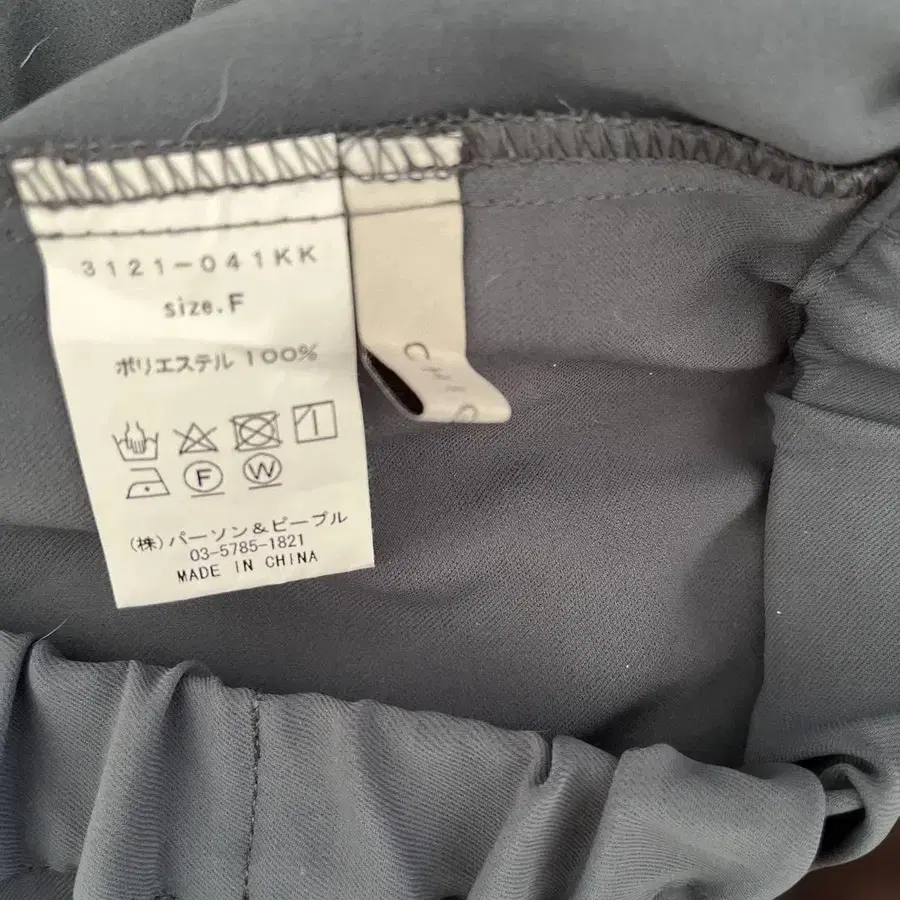 3121-041KK
size.F
ポリエステル 100%
F W
(株)パーソン&ピープル
03-5785-1821
MADE IN CHINA
CHI